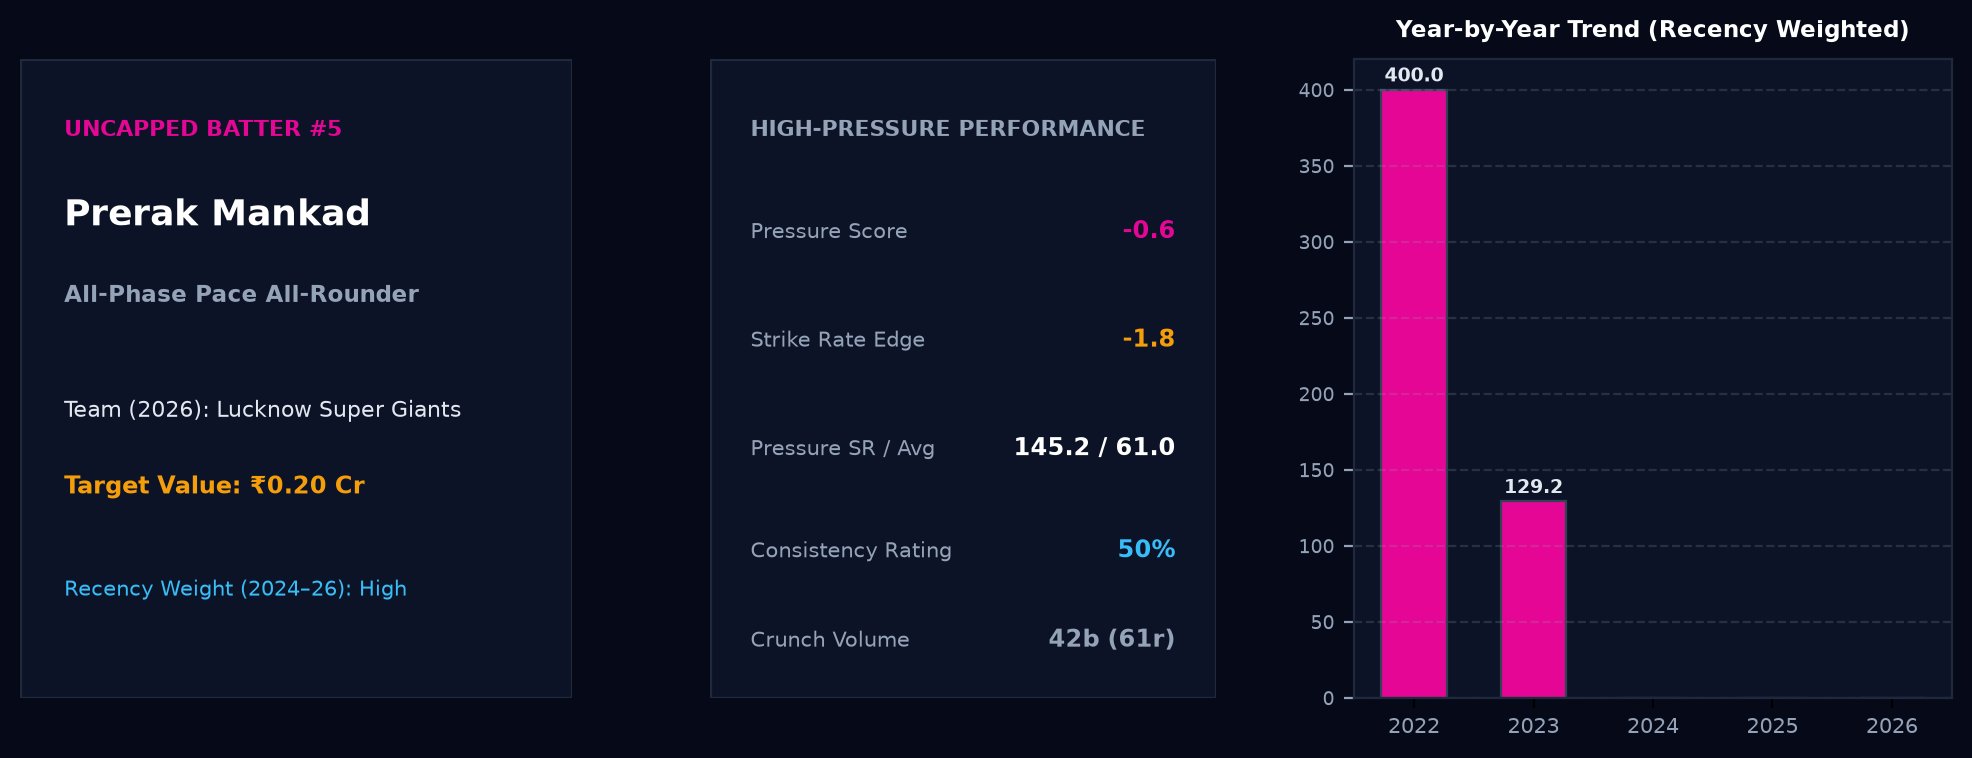 UNCAPPED BATTER #5
Prerak Mankad
All-Phase Pace All-Rounder
Team (2026): Lucknow Super Giants
Target Value: ₹0.20 Cr
Recency Weight (2024–26): High
HIGH-PRESSURE PERFORMANCE
Pressure Score -0.6
Strike Rate Edge -1.8
Pressure SR / Avg 145.2 / 61.0
Consistency Rating 50%
Crunch Volume 42b (61r)
Year-by-Year Trend (Recency Weighted)
400.0
129.2
400
350
300
250
200
150
100
50
0
2022 2023 2024 2025 2026